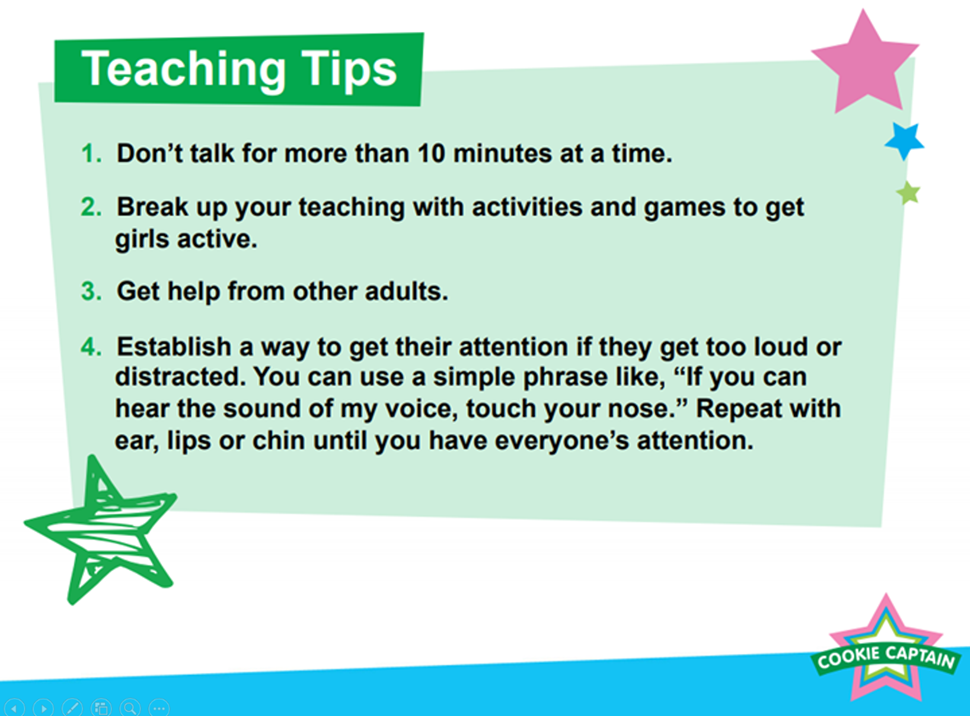 Teaching Tips
1. Don’t talk for more than 10 minutes at a time.
2. Break up your teaching with activities and games to get
girls active.
3. Get help from other adults.
4. Establish a way to get their attention if they get too loud or
distracted. You can use a simple phrase like, “If you can
hear the sound of my voice, touch your nose.” Repeat with
ear, lips or chin until you have everyone’s attention.
COOKIE CAPTAIN